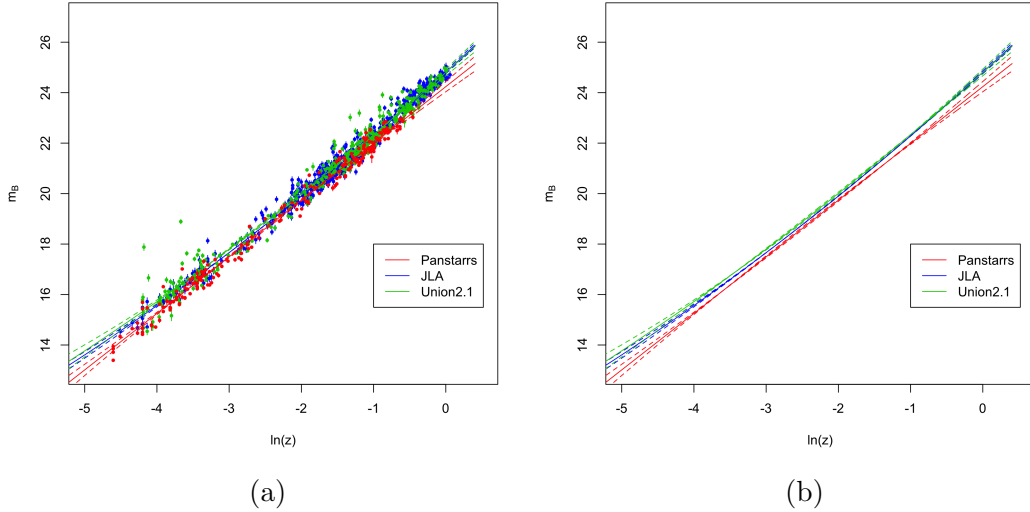 26
24
22
20
18
16
14
m_B
Panstarrs
JLA
Union2.1
-5 -4 -3 -2 -1 0
ln(z)
(a)
26
24
22
20
18
16
14
m_B
Panstarrs
JLA
Union2.1
-5 -4 -3 -2 -1 0
ln(z)
(b)